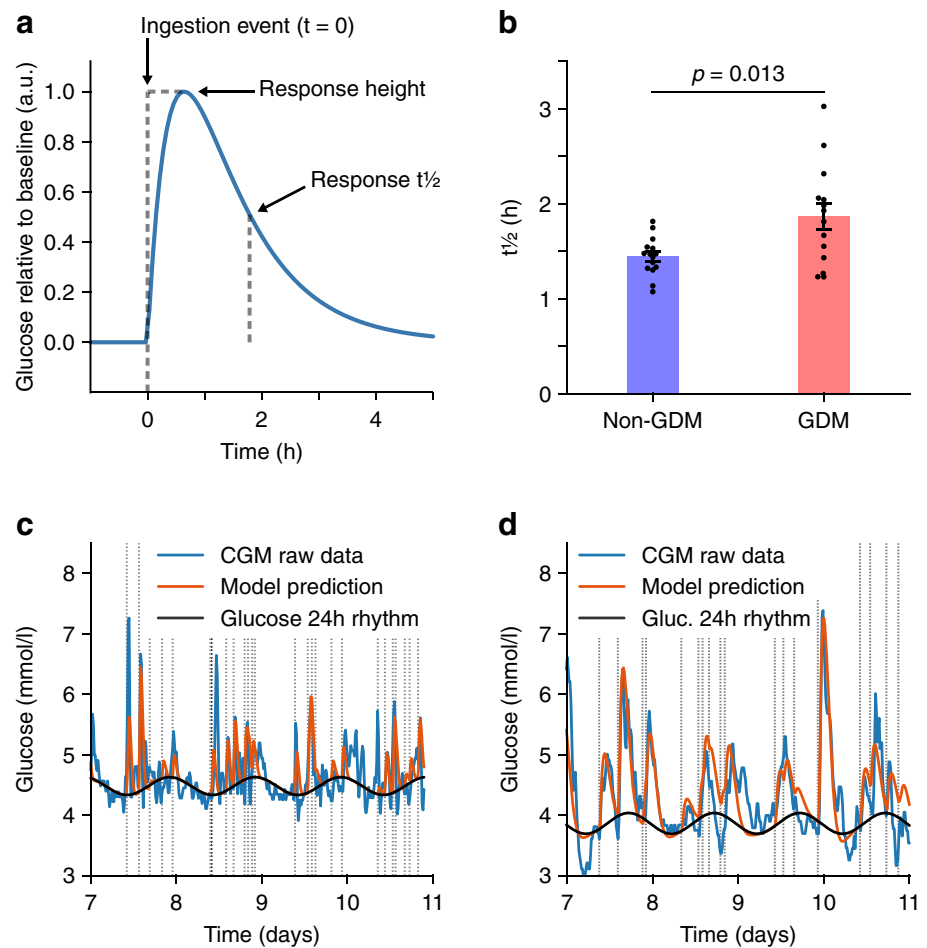 a
Ingestion event (t = 0)
Glucose relative to baseline (a.u.)
1.0
0.8
0.6
0.4
0.2
0.0
Response height
Response t½
0
2
4
Time (h)
b
p = 0.013
t½ (h)
3
2
1
0
Non-GDM
GDM
c
CGM raw data
Model prediction
Glucose 24h rhythm
Glucose (mmol/l)
8
7
6
5
4
3
7
8
9
10
11
Time (days)
d
CGM raw data
Model prediction
Gluc. 24h rhythm
Glucose (mmol/l)
8
7
6
5
4
3
7
8
9
10
11
Time (days)